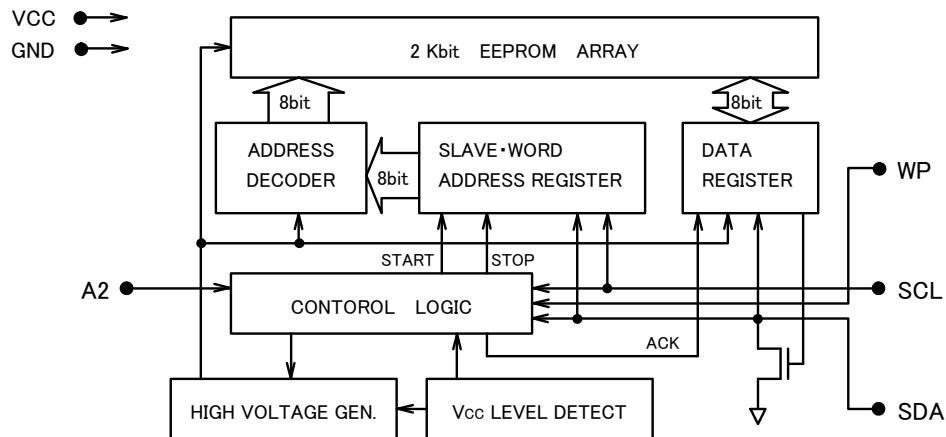 VCC
GND
2 Kbit EEPROM ARRAY
8bit
8bit
ADDRESS
DECODER
8bit
SLAVE・WORD
ADDRESS REGISTER
DATA
REGISTER
WP
START
STOP
A2
CONTOROL LOGIC
SCL
ACK
HIGH VOLTAGE GEN.
Vcc LEVEL DETECT
SDA